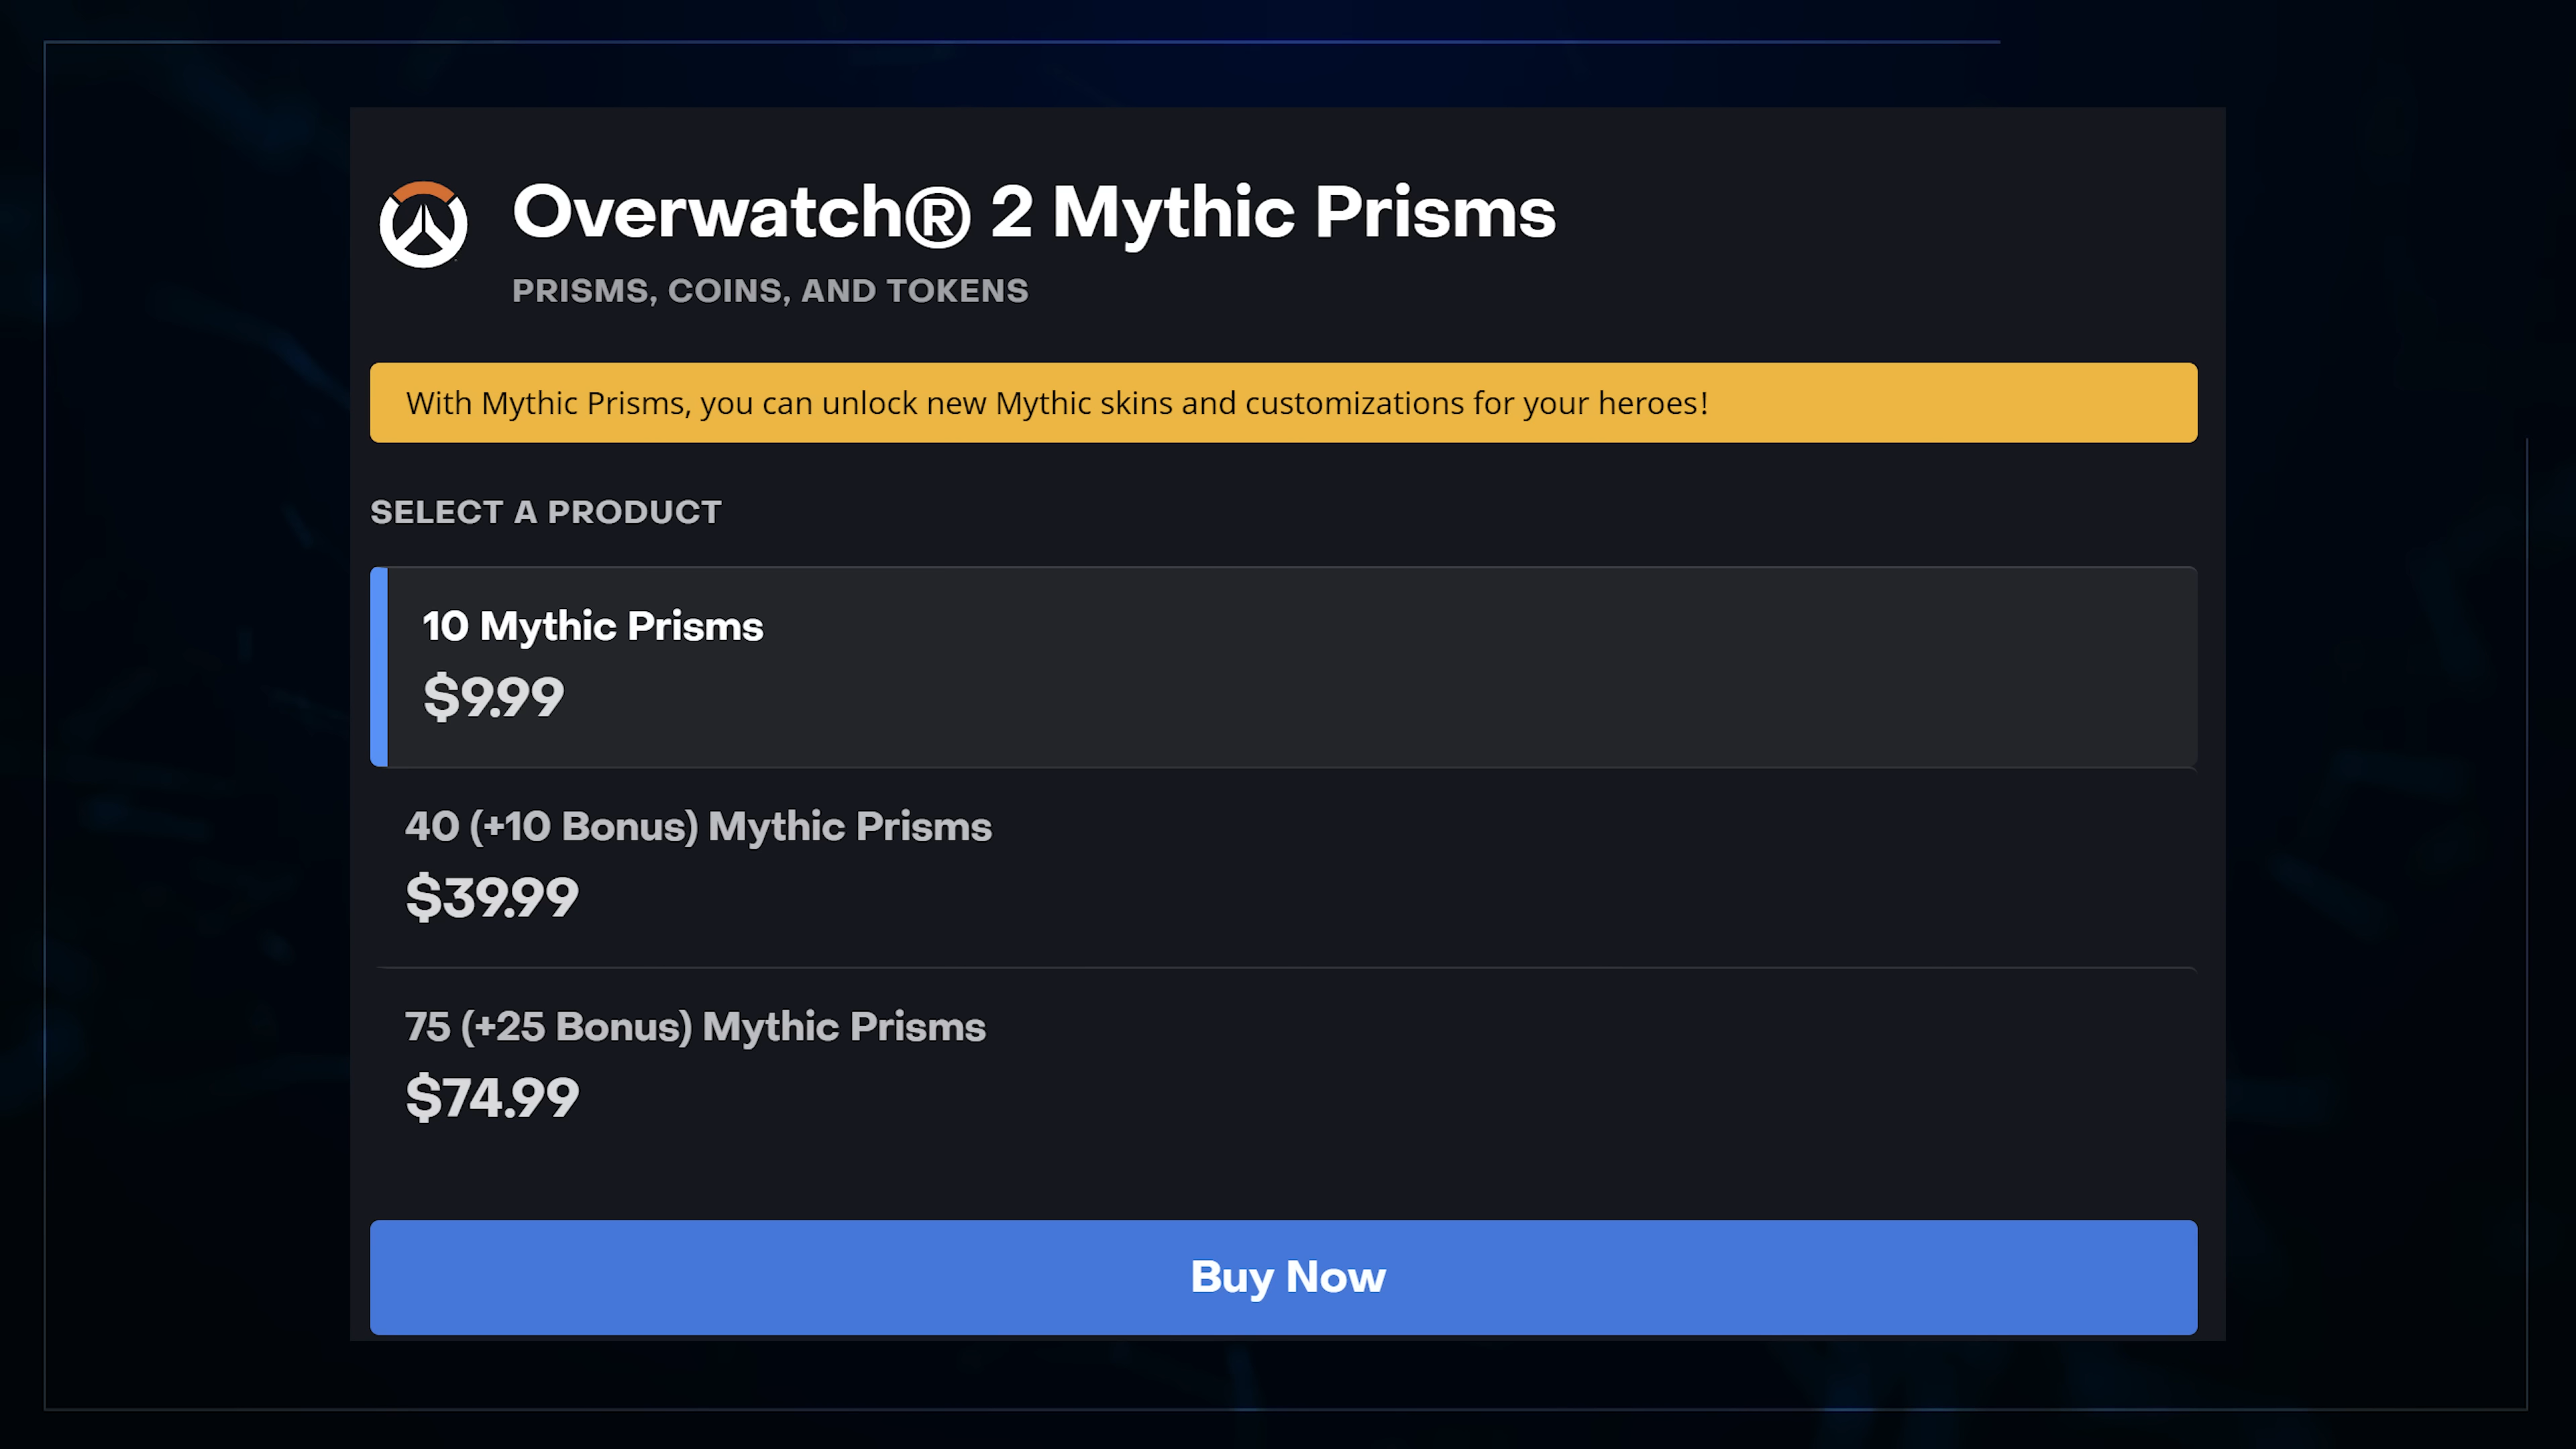 Overwatch® 2 Mythic Prisms
PRISMS, COINS, AND TOKENS
With Mythic Prisms, you can unlock new Mythic skins and customizations for your heroes!
SELECT A PRODUCT
10 Mythic Prisms
$9.99
40 (+10 Bonus) Mythic Prisms
$39.99
75 (+25 Bonus) Mythic Prisms
$74.99
Buy Now